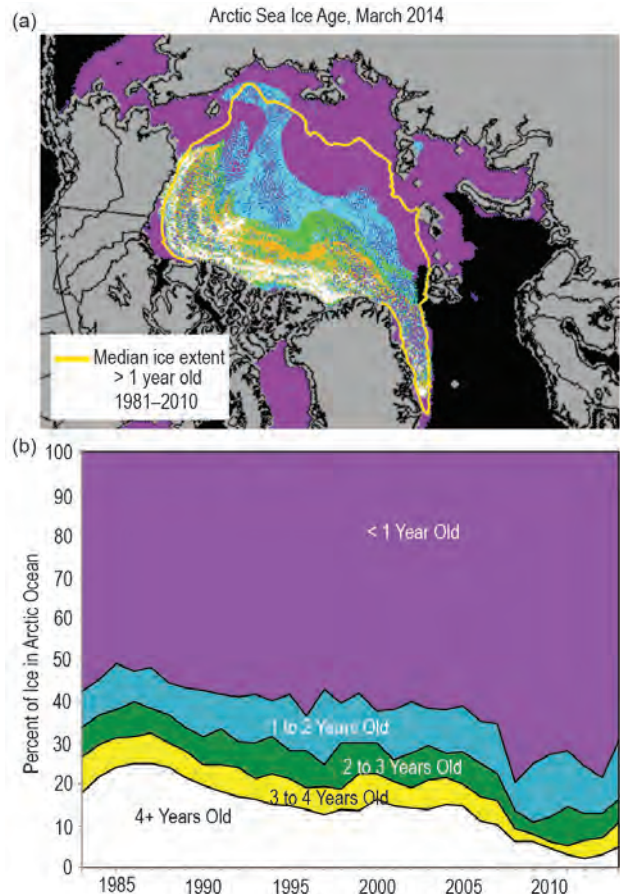 Arctic Sea Ice Age, March 2014
(a)
Median ice extent
> 1 year old
1981–2010
(b)
Percent of Ice in Arctic Ocean
100
90
80
70
60
50
40
30
20
10
0
< 1 Year Old
1 to 2 Years Old
2 to 3 Years Old
3 to 4 Years Old
4+ Years Old
1985
1990
1995
2000
2005
2010